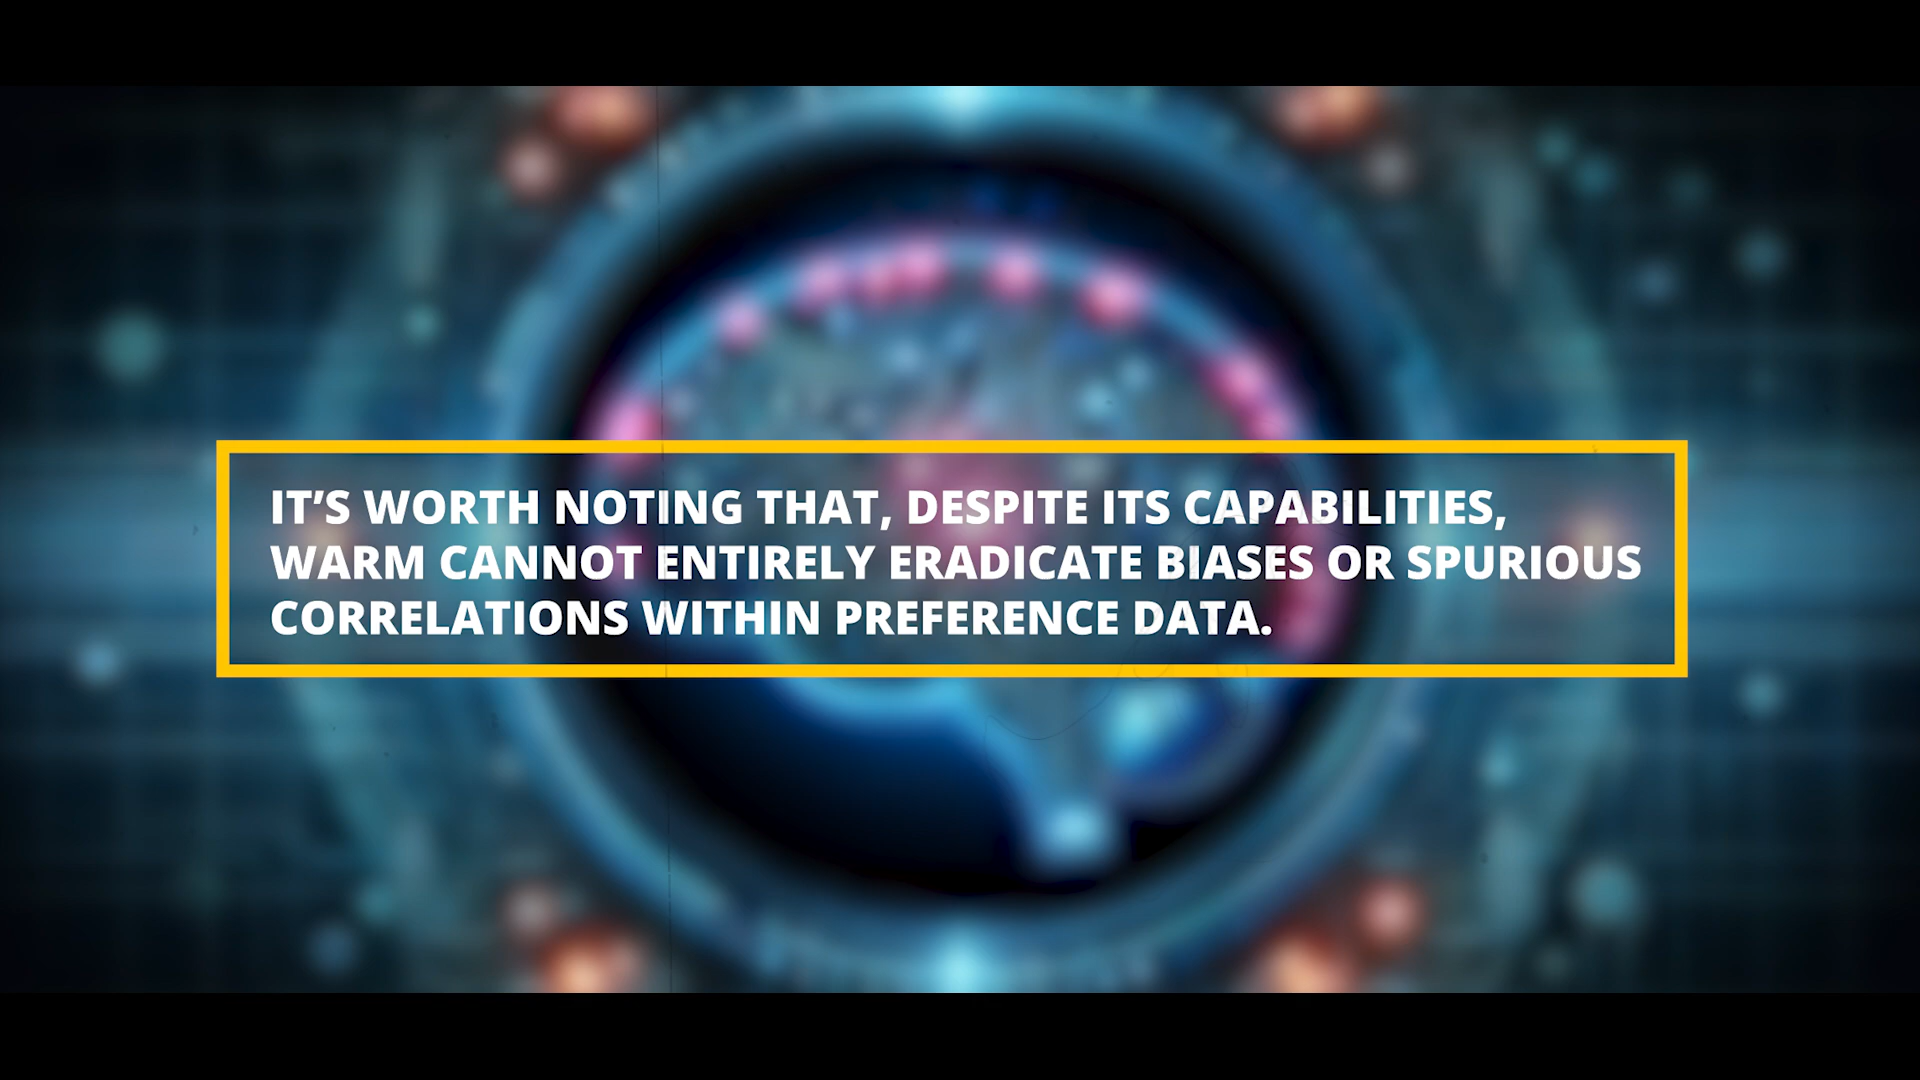 IT’S WORTH NOTING THAT, DESPITE ITS CAPABILITIES,
WARM CANNOT ENTIRELY ERADICATE BIASES OR SPURIOUS
CORRELATIONS WITHIN PREFERENCE DATA.